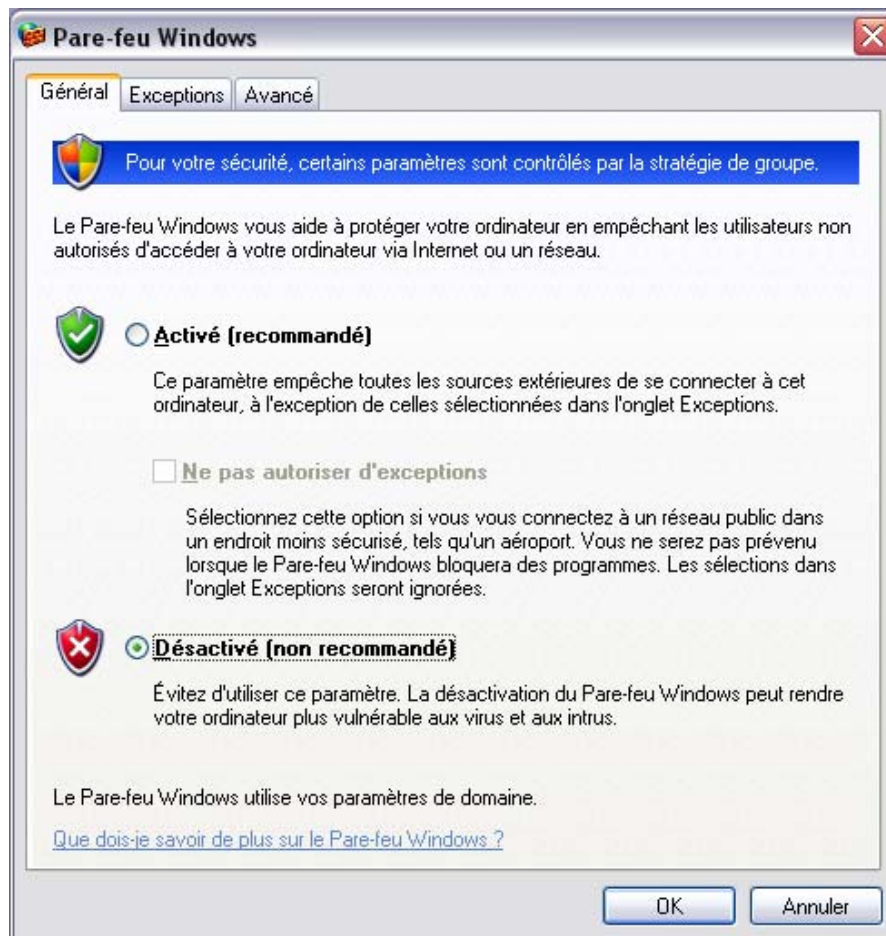 Pare-feu Windows
Général
Exceptions
Avancé
Pour votre sécurité, certains paramètres sont contrôlés par la stratégie de groupe.
Le Pare-feu Windows vous aide à protéger votre ordinateur en empêchant les utilisateurs non
autorisés d'accéder à votre ordinateur via Internet ou un réseau.
Activé (recommandé)
Ce paramètre empêche toutes les sources extérieures de se connecter à cet
ordinateur, à l'exception de celles sélectionnées dans l'onglet Exceptions.
Ne pas autoriser d'exceptions
Sélectionnez cette option si vous vous connectez à un réseau public dans
un endroit moins sécurisé, tels qu'un aéroport. Vous ne serez pas prévenu
lorsque le Pare-feu Windows bloquera des programmes. Les sélections dans
l'onglet Exceptions seront ignorées.
Désactivé (non recommandé)
Évitez d'utiliser ce paramètre. La désactivation du Pare-feu Windows peut rendre
votre ordinateur plus vulnérable aux virus et aux intrus.
Le Pare-feu Windows utilise vos paramètres de domaine.
Que dois-je savoir de plus sur le Pare-feu Windows ?
OK
Annuler